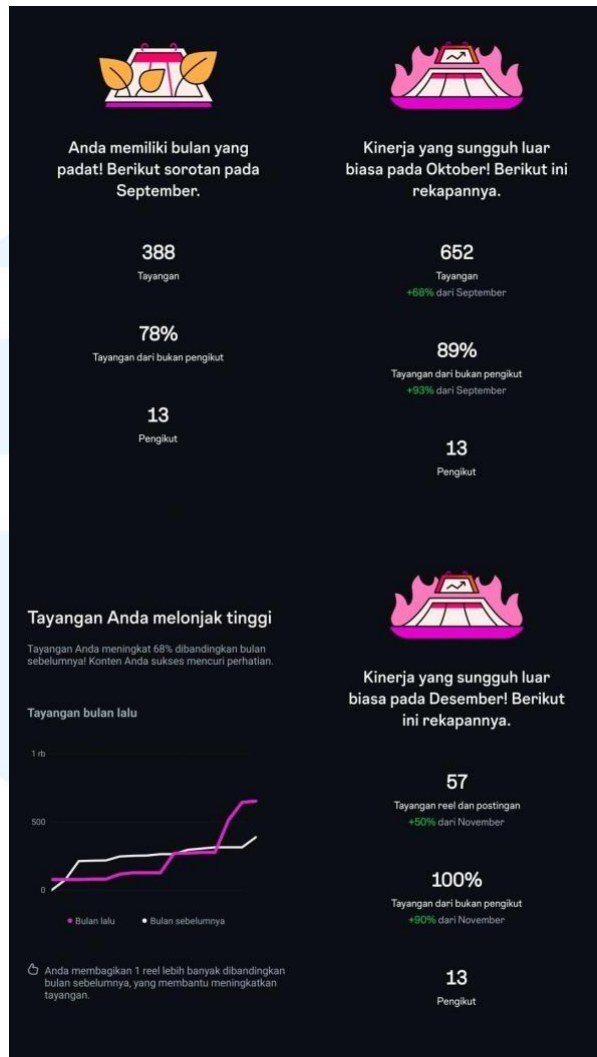 Anda memiliki bulan yang
padat! Berikut sorotan pada
September.
388
Tayangan
78%
Tayangan dari bukan pengikut
13
Pengikut
Kinerja yang sungguh luar
biasa pada Oktober! Berikut ini
rekapannya.
652
Tayangan
+68% dari September
89%
Tayangan dari bukan pengikut
+93% dari September
13
Pengikut
Tayangan Anda melonjak tinggi
Tayangan Anda meningkat 68% dibandingkan bulan
sebelumnya! Konten Anda sukses mencuri perhatian.
Tayangan bulan lalu
1 rb
500
0
Bulan lalu
Bulan sebelumnya
Anda membagikan 1 reel lebih banyak dibandingkan
bulan sebelumnya, yang membantu meningkatkan
tayangan.
Kinerja yang sungguh luar
biasa pada Desember! Berikut
ini rekapannya.
57
Tayangan reel dan postingan
+50% dari November
100%
Tayangan dari bukan pengikut
+90% dari November
13
Pengikut